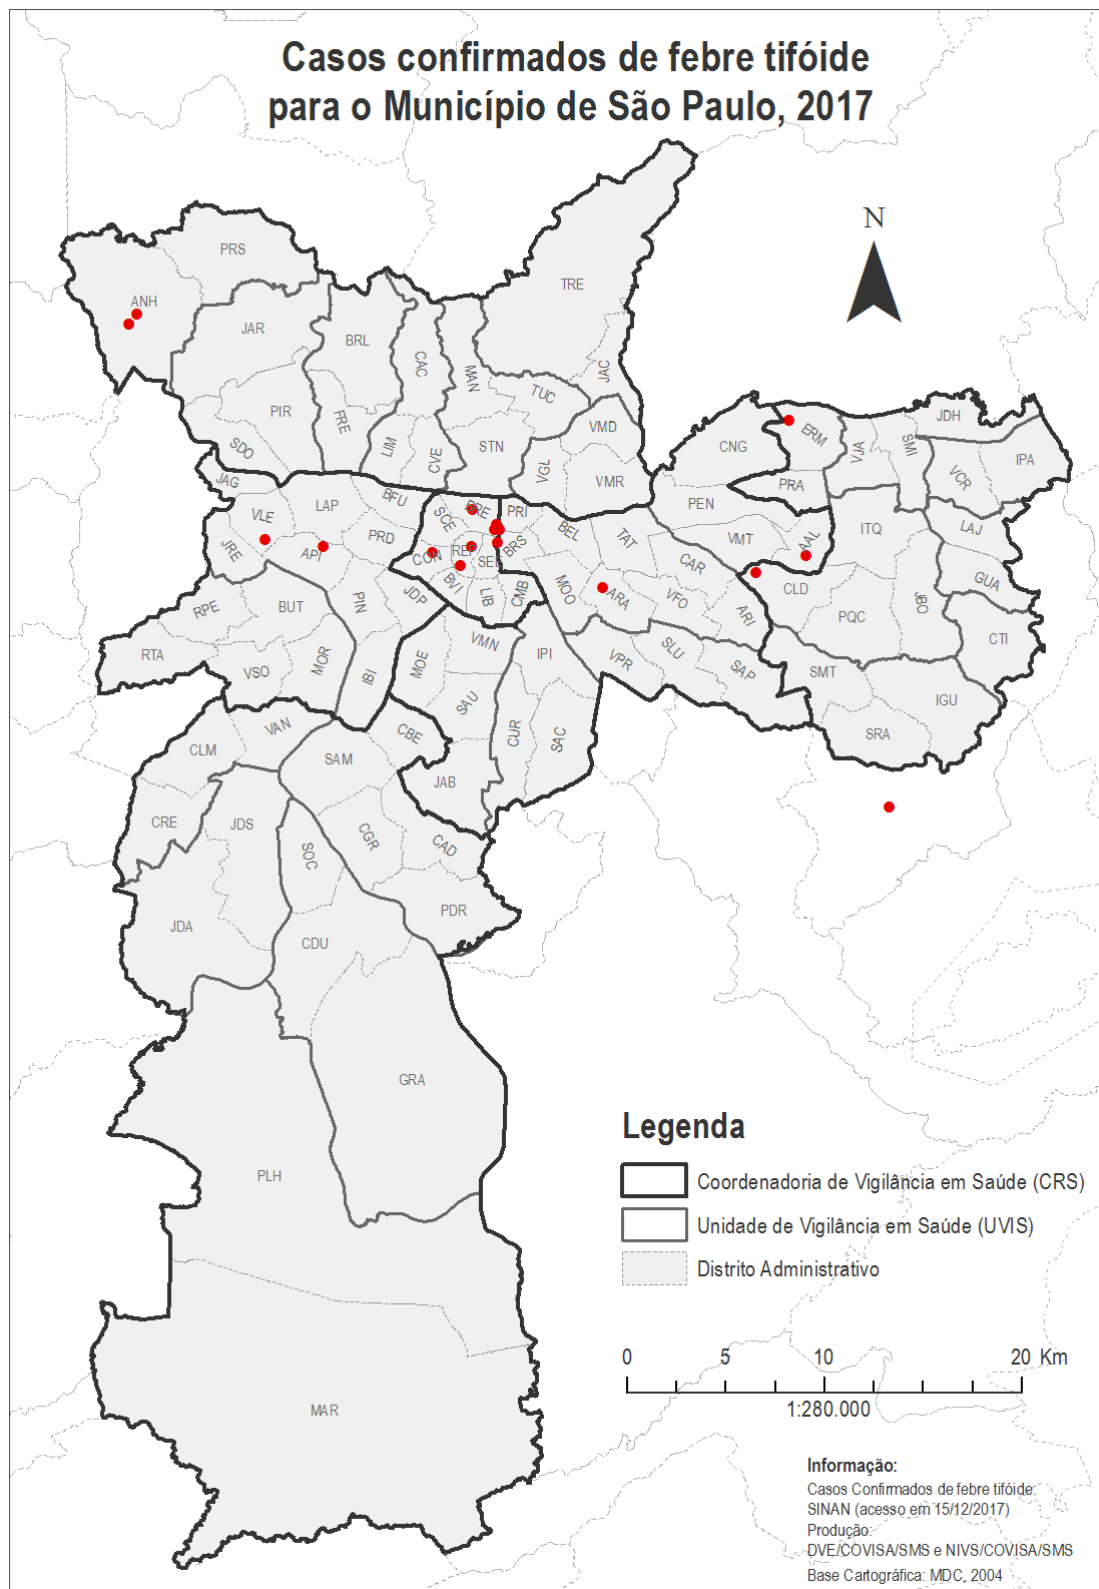 Casos confirmados de febre tifóide
para o Município de São Paulo, 2017
N
PRS
TRE
ANH
JAR
BRL
CAC
MAN
JAC
TUC
PIR
FRE
LIM
CVE
STN
VMD
VGL
VMR
SDO
JAG
CNG
ERM
VJA
SMI
JDH
IPA
VCR
PRA
PEN
ITQ
LAJ
VMT
AAL
GUA
LAP
BFU
VLE
JRE
API
PRD
SCE
BRE
PRI
BEL
TAT
CAR
CON
REP
SEE
BRS
MOO
ARA
VFO
ARI
CLD
PQC
JBO
CTI
BVI
LIB
CMB
JDP
PIN
BUT
RPE
RTA
VSO
MOR
IBI
MOE
VMN
IPI
VPR
SLU
SAP
SMT
IGU
SRA
SAU
CUR
SAC
CLM
VAN
SAM
CBE
JAB
CRE
JDS
SOC
CGR
CAD
PDR
JDA
CDU
GRA
PLH
MAR
Legenda
Coordenadoria de Vigilância em Saúde (CRS)
Unidade de Vigilância em Saúde (UVIS)
Distrito Administrativo
0 5 10 20 Km
1:280.000
Informação:
Casos Confirmados de febre tifóide:
SINAN (acesso em 15/12/2017)
Produção:
DVE/COVISA/SMS e NIVS/COVISA/SMS
Base Cartográfica: MDC, 2004